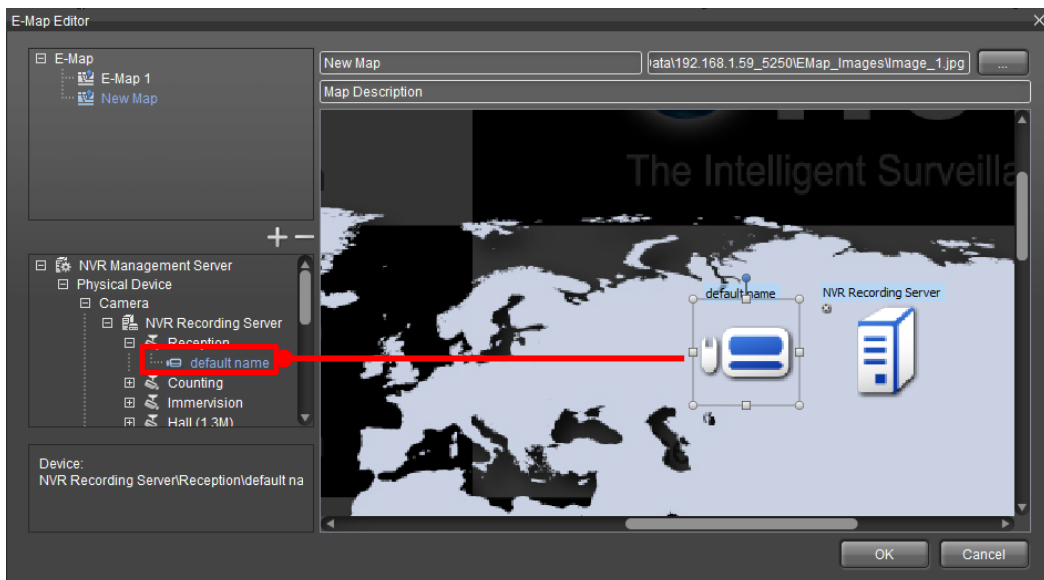 E-Map Editor
E-Map
E-Map 1
New Map
New Map
\192.168.1.59_5250\EMap_Images\Image_1.jpg
...
Map Description
The Intelligent
NVR Management Server
Physical Device
Camera
NVR Recording Server
Reception
default name
Counting
Immervision
Hall (1.3M)
default name
NVR Recording Server
Device:
NVR Recording Server\Reception\default na
OK
Cancel